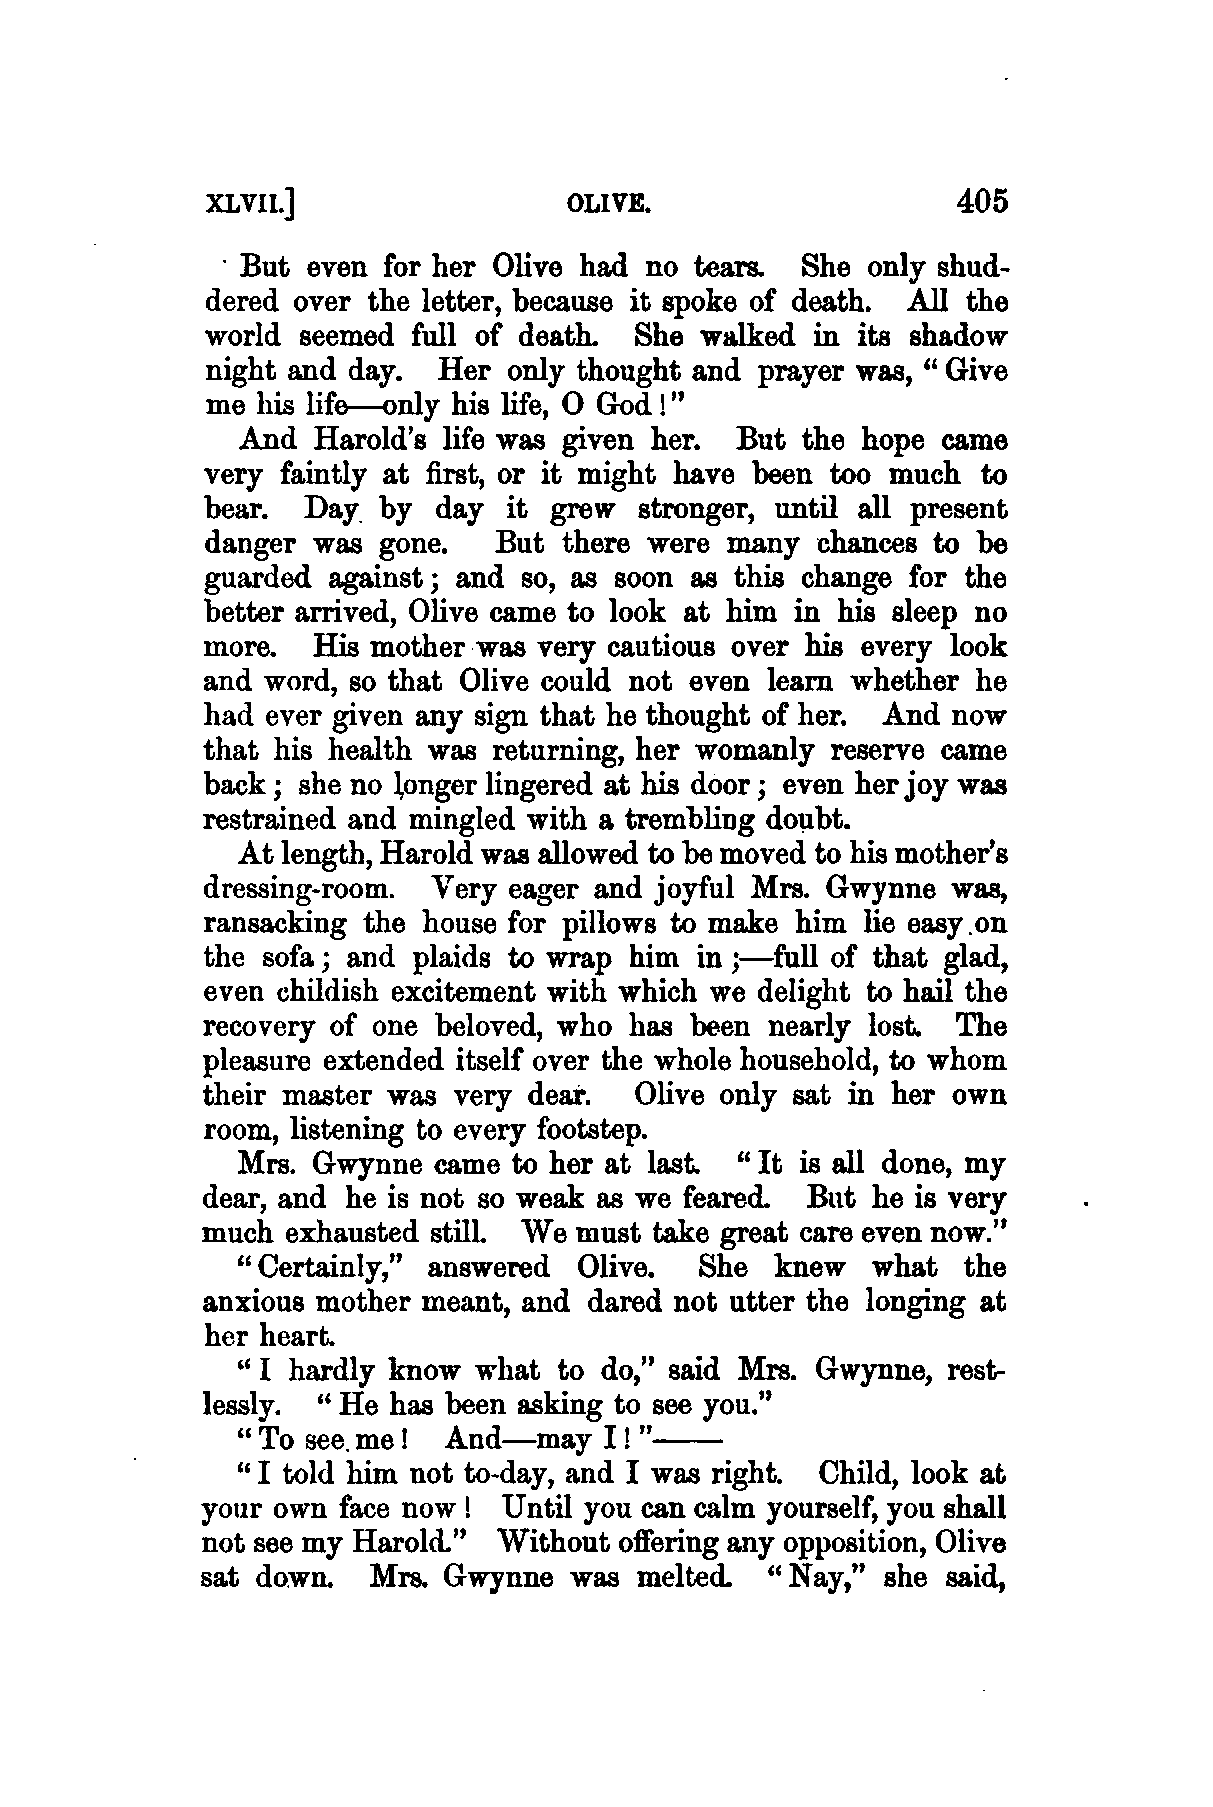 XLVII.] OLIVE. 405
But even for her Olive had no tears. She only shud-
dered over the letter, because it spoke of death. All the
world seemed full of death. She walked in its shadow
night and day. Her only thought and prayer was, “Give
me his life—only his life, O God!”
And Harold's life was given her. But the hope came
very faintly at first, or it might have been too much to
bear. Day by day it grew stronger, until all present
danger was gone. But there were many chances to be
guarded against; and so, as soon as this change for the
better arrived, Olive came to look at him in his sleep no
more. His mother was very cautious over his every look
and word, so that Olive could not even learn whether he
had ever given any sign that he thought of her. And now
that his health was returning, her womanly reserve came
back; she no longer lingered at his door; even her joy was
restrained and mingled with a trembling doubt.
At length, Harold was allowed to be moved to his mother's
dressing-room. Very eager and joyful Mrs. Gwynne was,
ransacking the house for pillows to make him lie easy on
the sofa; and plaids to wrap him in;—full of that glad,
even childish excitement with which we delight to hail the
recovery of one beloved, who has been nearly lost. The
pleasure extended itself over the whole household, to whom
their master was very dear. Olive only sat in her own
room, listening to every footstep.
Mrs. Gwynne came to her at last. “It is all done, my
dear, and he is not so weak as we feared. But he is very
much exhausted still. We must take great care even now.”
“Certainly,” answered Olive. She knew what the
anxious mother meant, and dared not utter the longing at
her heart.
“I hardly know what to do,” said Mrs. Gwynne, rest-
lessly. “He has been asking to see you.”
“To see me! And—may I!”——
“I told him not to-day, and I was right. Child, look at
your own face now! Until you can calm yourself, you shall
not see my Harold.” Without offering any opposition, Olive
sat down. Mrs. Gwynne was melted. “Nay,” she said,